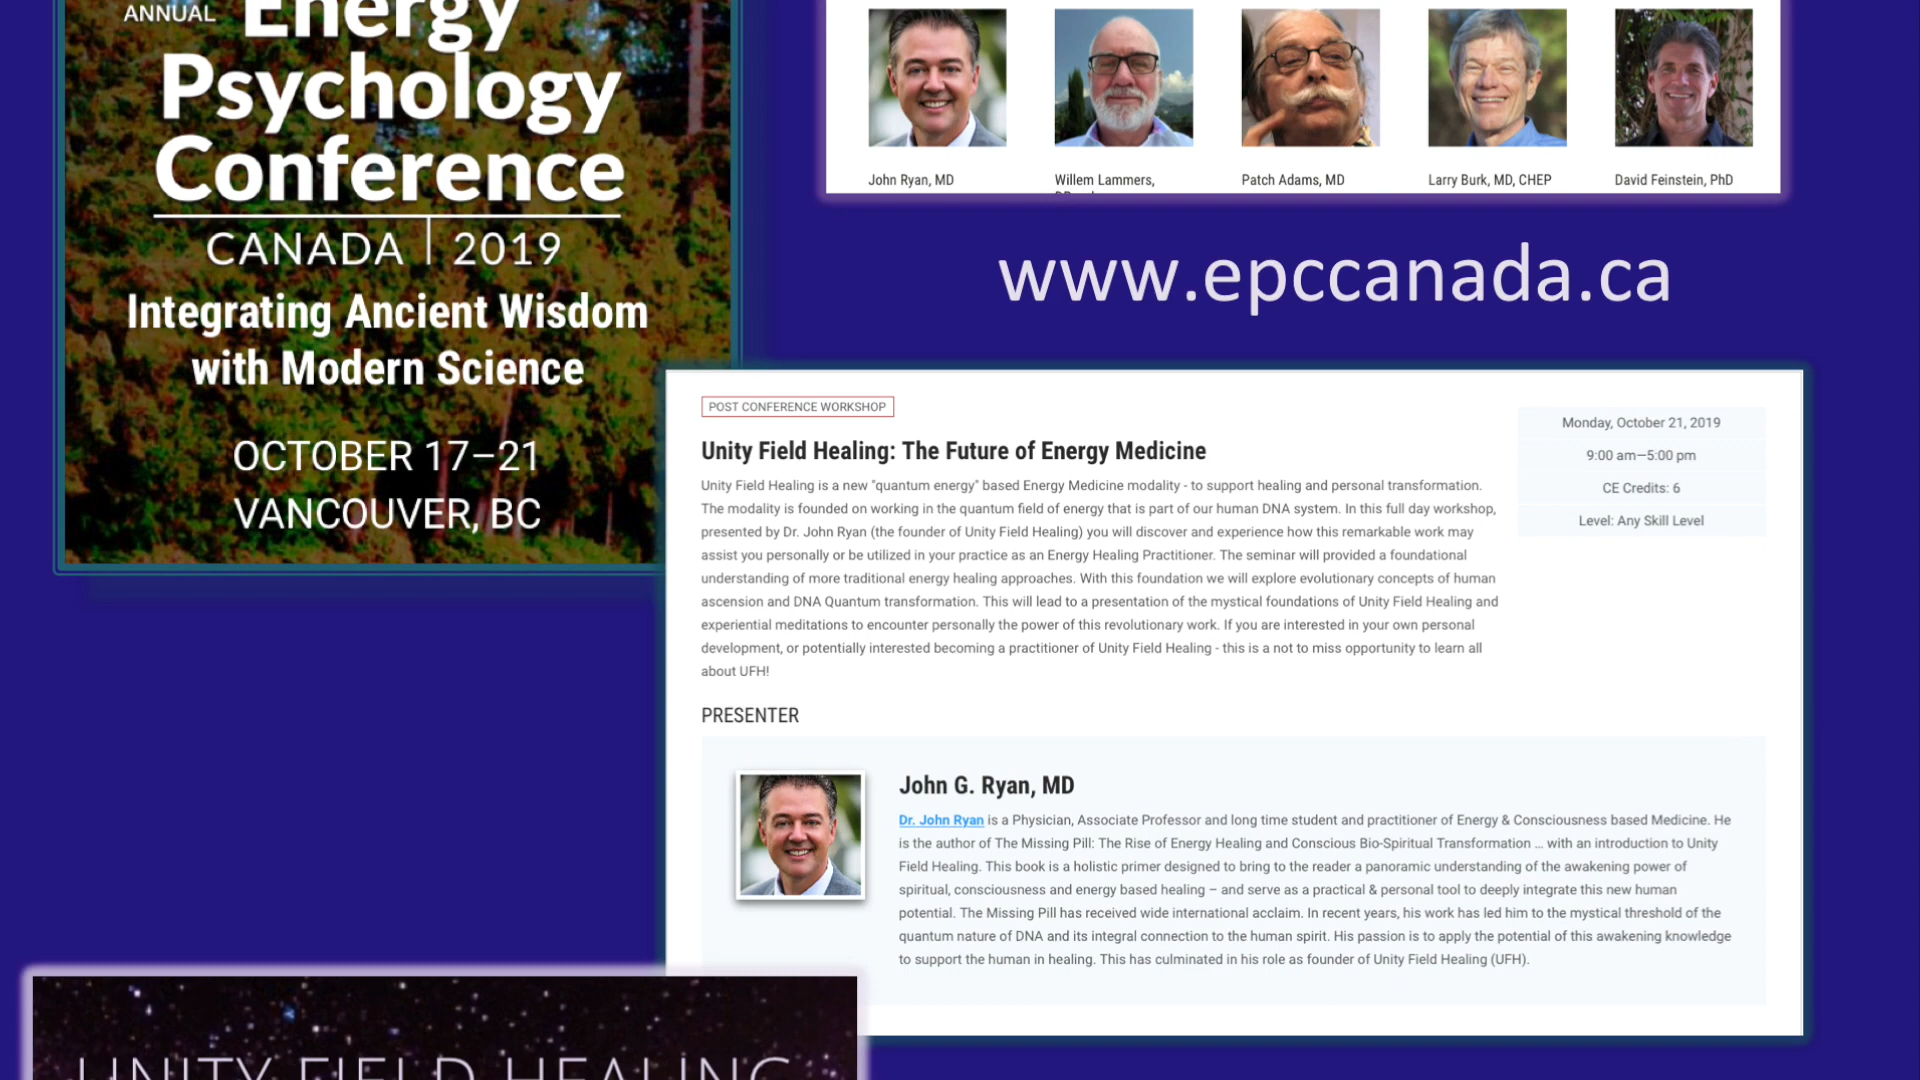 ANNUAL
Energy
Psychology
Conference
CANADA | 2019
Integrating Ancient Wisdom
with Modern Science
OCTOBER 17–21
VANCOUVER, BC
John Ryan, MD
Willem Lammers,
Patch Adams, MD
Larry Burk, MD, CHEP
David Feinstein, PhD
www.epccanada.ca
POST CONFERENCE WORKSHOP
Unity Field Healing: The Future of Energy Medicine
Unity Field Healing is a new "quantum energy" based Energy Medicine modality - to support healing and personal transformation.
The modality is founded on working in the quantum field of energy that is part of our human DNA system. In this full day workshop,
presented by Dr. John Ryan (the founder of Unity Field Healing) you will discover and experience how this remarkable work may
assist you personally or be utilized in your practice as an Energy Healing Practitioner. The seminar will provided a foundational
understanding of more traditional energy healing approaches. With this foundation we will explore evolutionary concepts of human
ascension and DNA Quantum transformation. This will lead to a presentation of the mystical foundations of Unity Field Healing and
experiential meditations to encounter personally the power of this revolutionary work. If you are interested in your own personal
development, or potentially interested becoming a practitioner of Unity Field Healing - this is a not to miss opportunity to learn all
about UFH!
Monday, October 21, 2019
9:00 am—5:00 pm
CE Credits: 6
Level: Any Skill Level
PRESENTER
John G. Ryan, MD
Dr. John Ryan is a Physician, Associate Professor and long time student and practitioner of Energy & Consciousness based Medicine. He
is the author of The Missing Pill: The Rise of Energy Healing and Conscious Bio-Spiritual Transformation ... with an introduction to Unity
Field Healing. This book is a holistic primer designed to bring to the reader a panoramic understanding of the awakening power of
spiritual, consciousness and energy based healing – and serve as a practical & personal tool to deeply integrate this new human
potential. The Missing Pill has received wide international acclaim. In recent years, his work has led him to the mystical threshold of the
quantum nature of DNA and its integral connection to the human spirit. His passion is to apply the potential of this awakening knowledge
to support the human in healing. This has culminated in his role as founder of Unity Field Healing (UFH).
UNITY FIELD HEALING